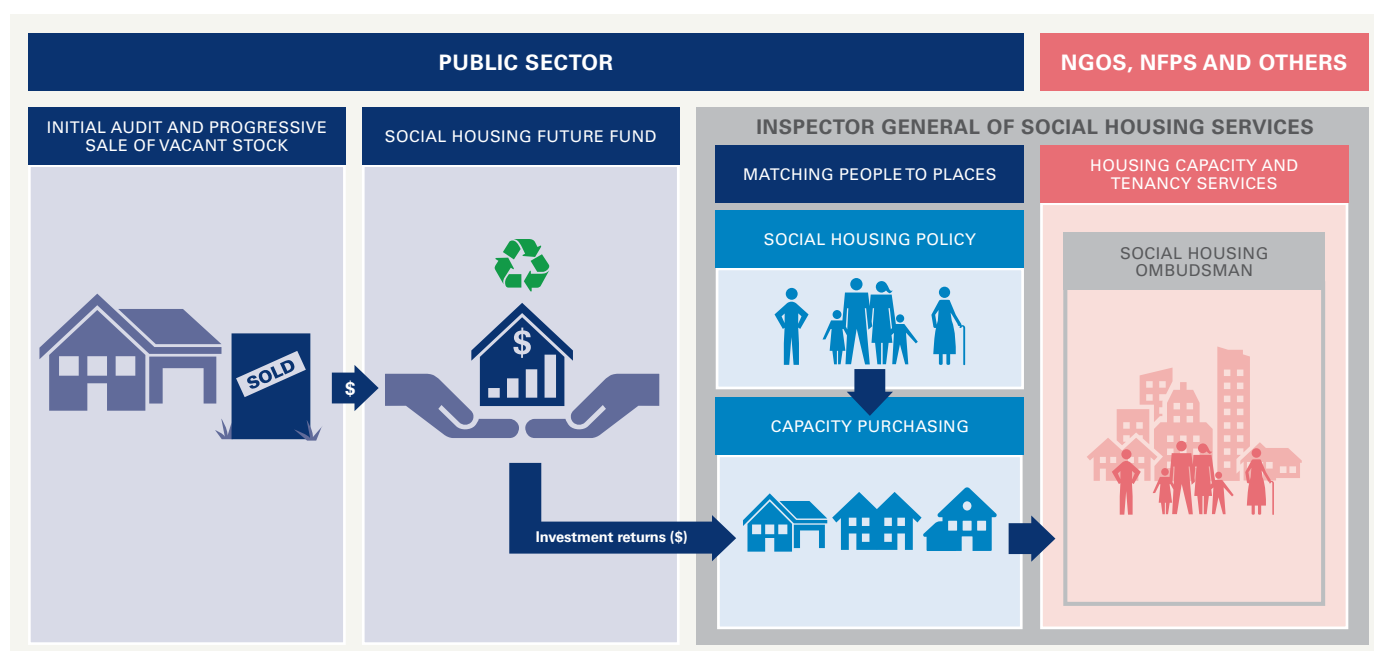 PUBLIC SECTOR
NGOS, NFPS AND OTHERS
INITIAL AUDIT AND PROGRESSIVE
SALE OF VACANT STOCK
SOCIAL HOUSING FUTURE FUND
INSPECTOR GENERAL OF SOCIAL HOUSING SERVICES
MATCHING PEOPLE TO PLACES
HOUSING CAPACITY AND
TENANCY SERVICES
SOCIAL HOUSING POLICY
SOCIAL HOUSING
OMBUDSMAN
SOLD
$
$
CAPACITY PURCHASING
Investment returns ($)